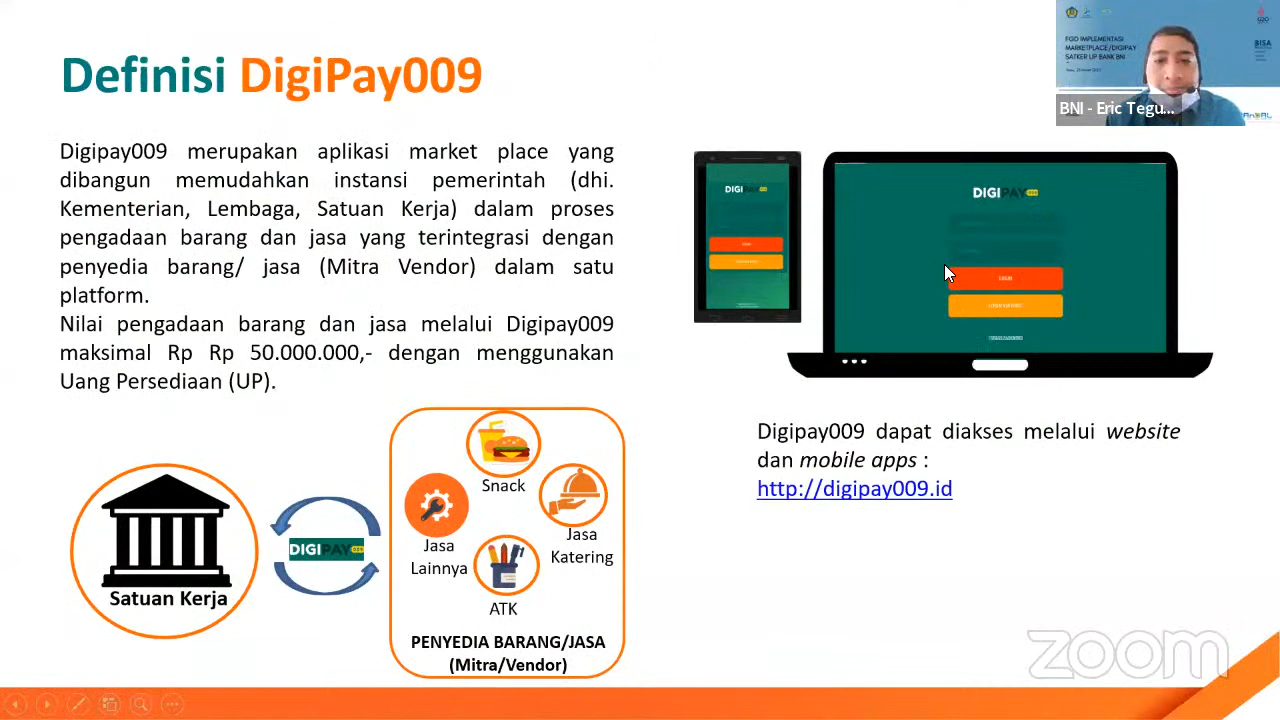 Definisi DigiPay009
Digipay009 merupakan aplikasi market place yang
dibangun memudahkan instansi pemerintah (dhi.
Kementerian, Lembaga, Satuan Kerja) dalam proses
pengadaan barang dan jasa yang terintegrasi dengan
penyedia barang/ jasa (Mitra Vendor) dalam satu
platform.
Nilai pengadaan barang dan jasa melalui Digipay009
maksimal Rp Rp 50.000.000,- dengan menggunakan
Uang Persediaan (UP).
Satuan Kerja
DIGIPAY 009
Snack
Jasa
Katering
Jasa
Lainnya
ATK
PENYEDIA BARANG/JASA
(Mitra/Vendor)
FGD IMPLEMENTASI
MARKETPLACE/DIGIPAY
SATKER UP BANK BNI
BISA
BNI - Eric Tegu...
DIGIPAY
DIGIPAY 009
LOGIN
Digipay009 dapat diakses melalui website
dan mobile apps :
http://digipay009.id
zoom